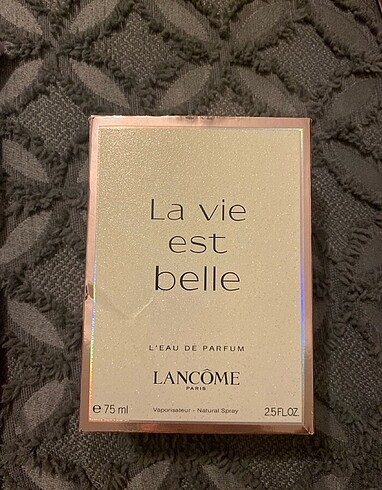 La vie
est
belle
L'EAU DE PARFUM
LANCÔME
PARIS
e 75 ml Vaporisateur - Natural Spray 2.5 FL.OZ.